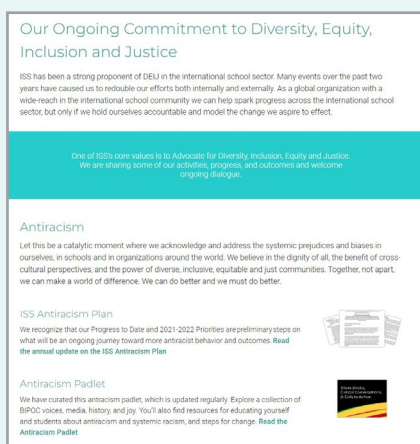 Our Ongoing Commitment to Diversity, Equity,
Inclusion and Justice
ISS has been a strong proponent of DEIJ in the international school sector. Many events over the past two
years have caused us to redouble our efforts both internally and externally. As a global organization with a
wide-reach in the international school community we can help spark progress across the international school
sector, but only if we hold ourselves accountable and model the change we aspire to effect.
One of ISS's core values is to Advocate for Diversity, Inclusion, Equity and Justice.
We are sharing some of our activities, progress, and outcomes and welcome
ongoing dialogue.
Antiracism
Let this be a catalytic moment where we acknowledge and address the systemic prejudices and biases in
ourselves, in schools and in organizations around the world. We believe in the dignity of all, the benefit of cross-
cultural perspectives, and the power of diverse, inclusive, equitable and just communities. Together, not apart,
we can make a world of difference. We can do better and we must do better.
ISS Antiracism Plan
We recognize that our Progress to Date and 2021-2022 Priorities are preliminary steps on
what will be an ongoing journey toward more antiracist behavior and outcomes. Read
the annual update on the ISS Antiracism Plan
Antiracism Padlet
We have curated this antiracism padlet, which is updated regularly. Explore a collection of
BIPOC voices, media, history, and joy. You'll also find resources for educating yourself
and students about antiracism and systemic racism, and steps for change. Read the
Antiracism Padlet